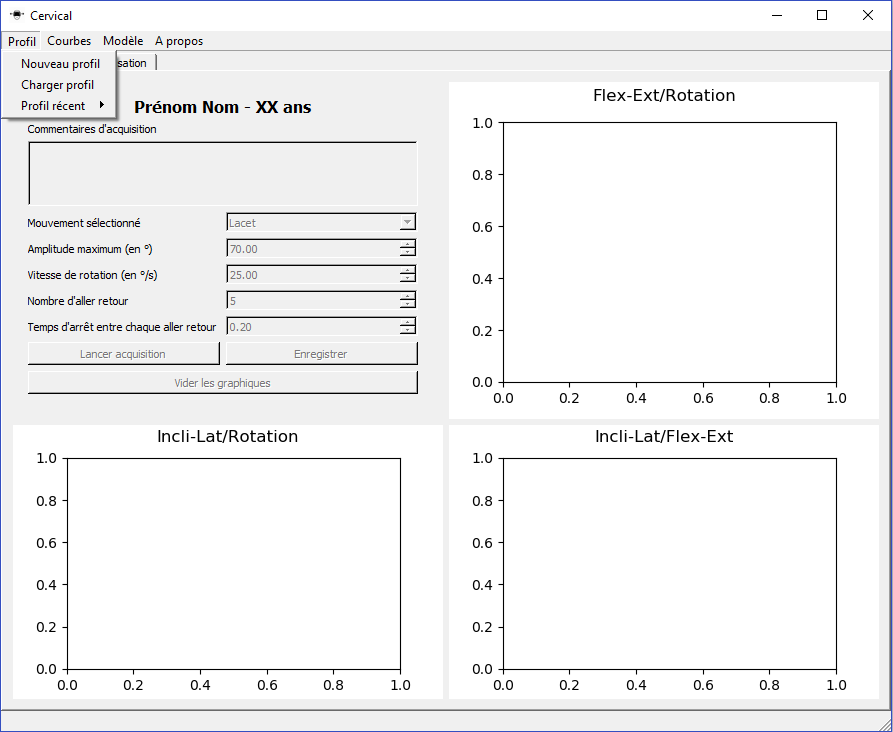 Cervical
Profil Courbes Modèle A propos
Nouveau profil
Charger profil
Profil récent
sation
Prénom Nom - XX ans
Commentaires d'acquisition
Mouvement sélectionné Lacet
Amplitude maximum (en °) 70.00
Vitesse de rotation (en °/s) 25.00
Nombre d'aller retour 5
Temps d'arrêt entre chaque aller retour 0.20
Lancer acquisition Enregistrer
Vider les graphiques
Flex-Ext/Rotation
1.0
0.8
0.6
0.4
0.2
0.0
0.0 0.2 0.4 0.6 0.8 1.0
Incli-Lat/Rotation
1.0
0.8
0.6
0.4
0.2
0.0
0.0 0.2 0.4 0.6 0.8 1.0
Incli-Lat/Flex-Ext
1.0
0.8
0.6
0.4
0.2
0.0
0.0 0.2 0.4 0.6 0.8 1.0